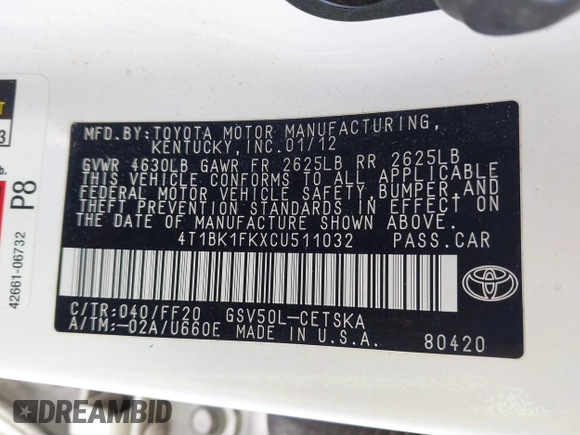 MFD. BY: TOYOTA MOTOR MANUFACTURING,
KENTUCKY, INC. 01/12
GVWR 4630LB GAWR FR 2625LB RR 2625LB
THIS VEHICLE CONFORMS TO ALL APPLICABLE
FEDERAL MOTOR VEHICLE SAFETY, BUMPER, AND
THEFT PREVENTION STANDARDS IN EFFECT ON
THE DATE OF MANUFACTURE SHOWN ABOVE.
4T1BK1FKXCU511032 PASS.CAR
C/TR: 040/FF20 GSV50L-CETSKA
A/TM: -02A/U660E MADE IN U.S.A.
80420
TOYOTA
42661-06732
P8
3
DREAMBID